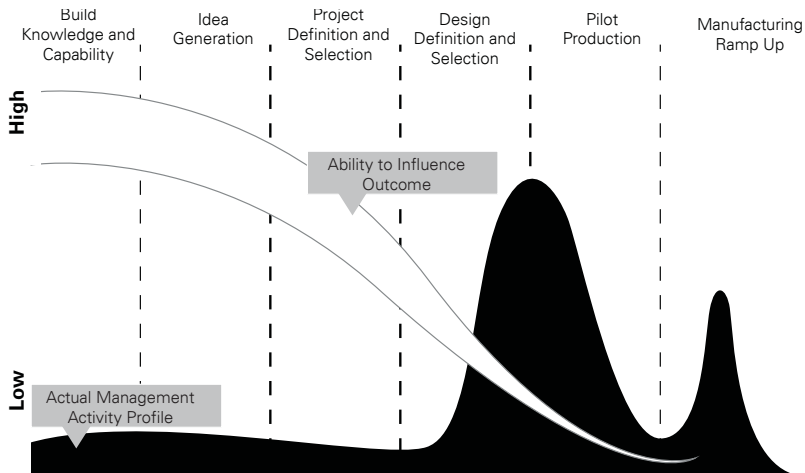 Build
Knowledge and
Capability
Idea
Generation
Project
Definition and
Selection
Design
Definition and
Selection
Pilot
Production
Manufacturing
Ramp Up
High
Ability to Influence
Outcome
Low
Actual Management
Activity Profile